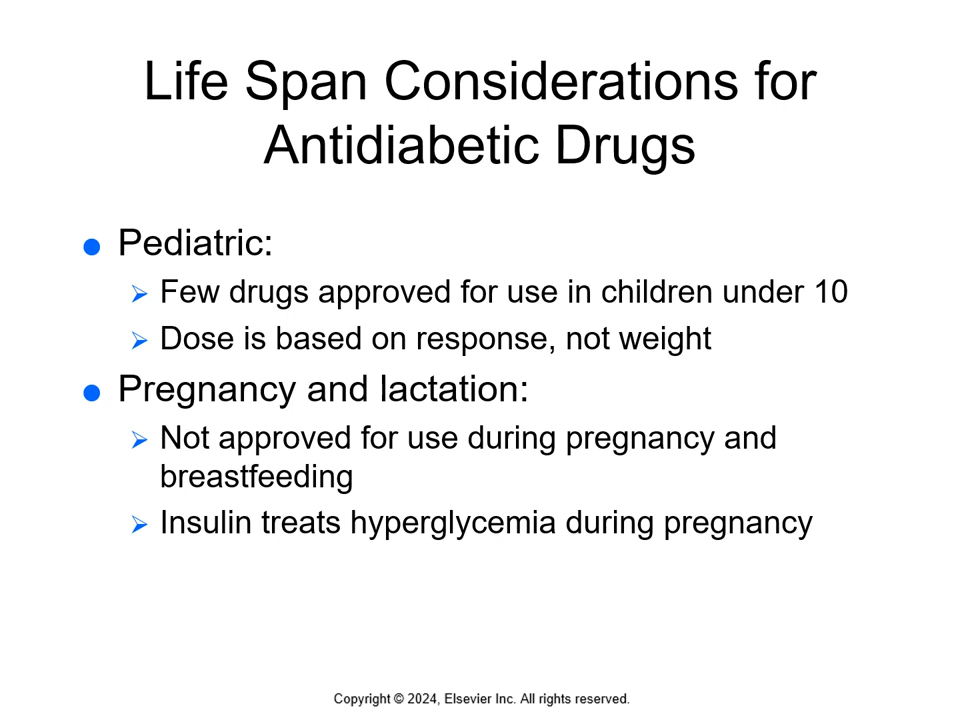 Life Span Considerations for
Antidiabetic Drugs
Pediatric:
Few drugs approved for use in children under 10
Dose is based on response, not weight
Pregnancy and lactation:
Not approved for use during pregnancy and
breastfeeding
Insulin treats hyperglycemia during pregnancy
Copyright © 2024, Elsevier Inc. All rights reserved.